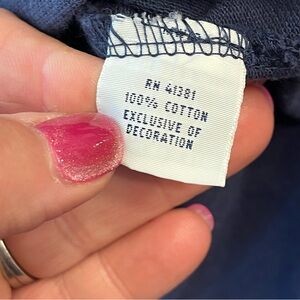 RN 41381
100% COTTON
EXCLUSIVE OF
DECORATION